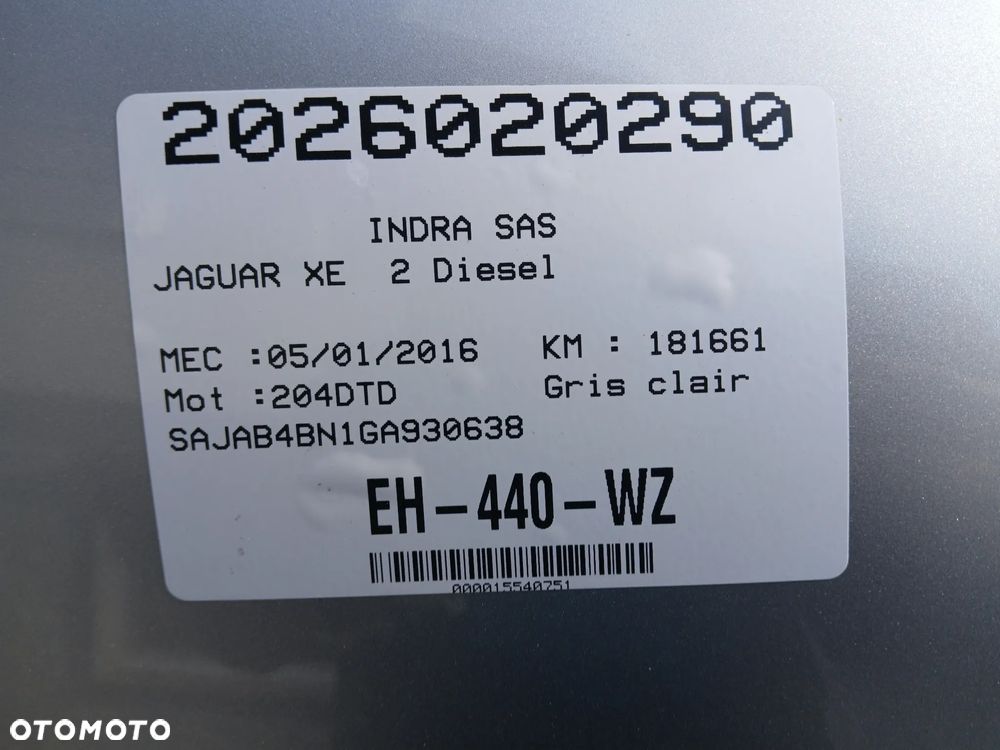 2026020290
INDRA SAS
JAGUAR XE 2 Diesel
MEC :05/01/2016 KM : 181661
Mot :204DTD Gris clair
SAJAB4BN1GA930638
EH-440-WZ
000015540751
OTOMOTO